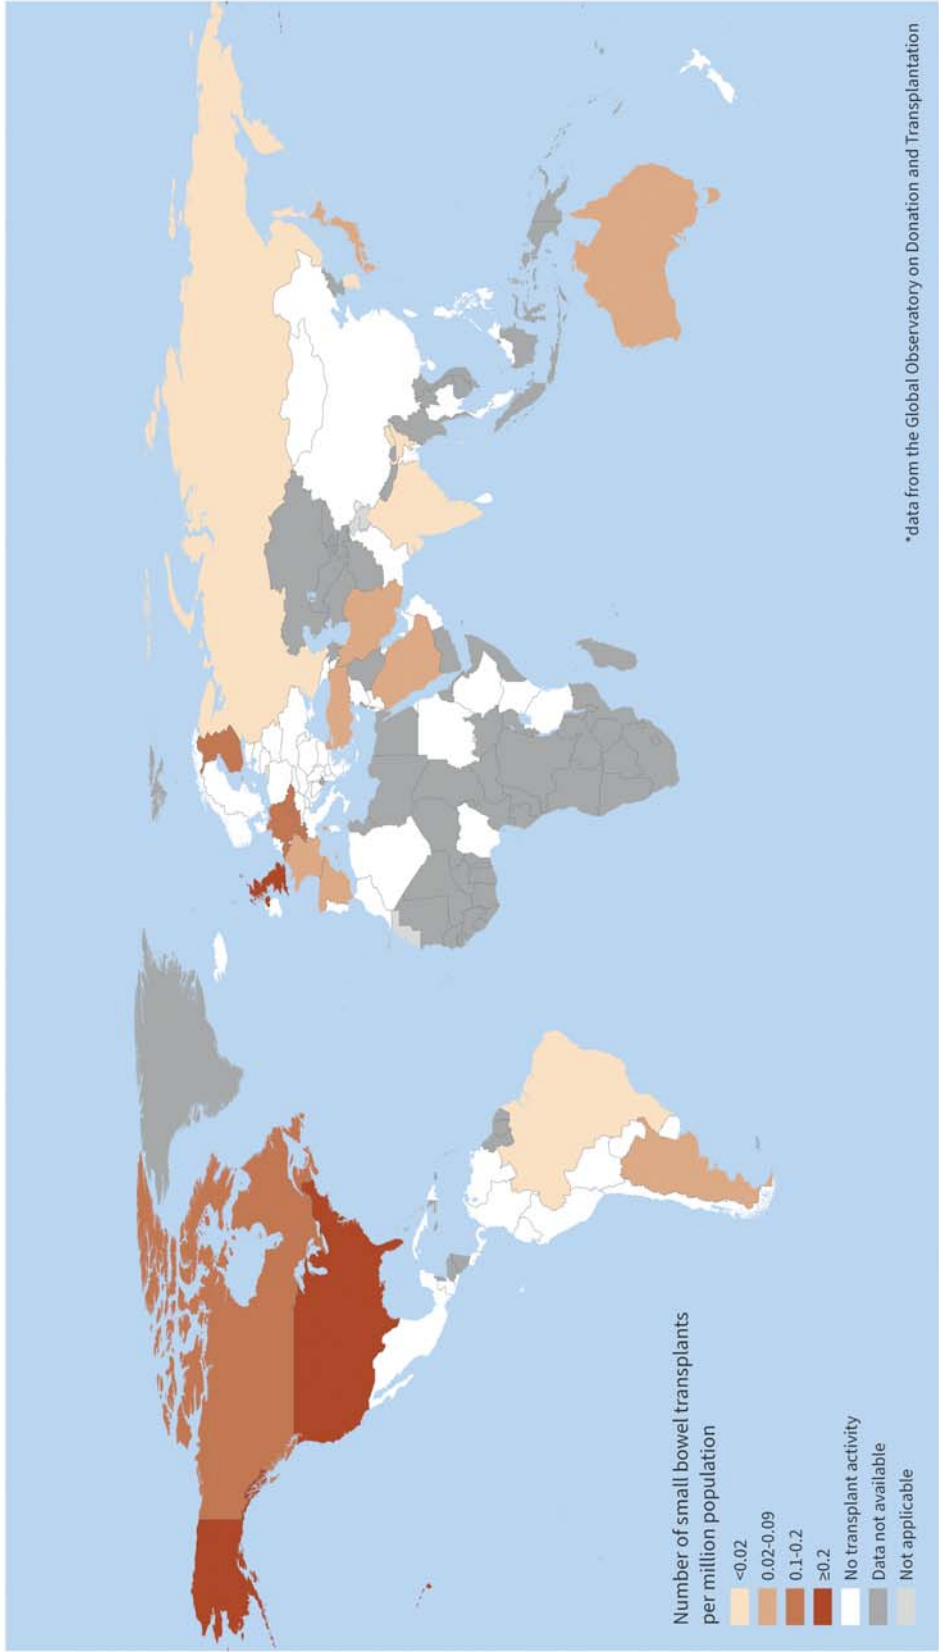 Number of small bowel transplants
per million population
<0.02
0.02-0.09
0.1-0.2
≥0.2
No transplant activity
Data not available
Not applicable
*data from the Global Observatory on Donation and Transplantation